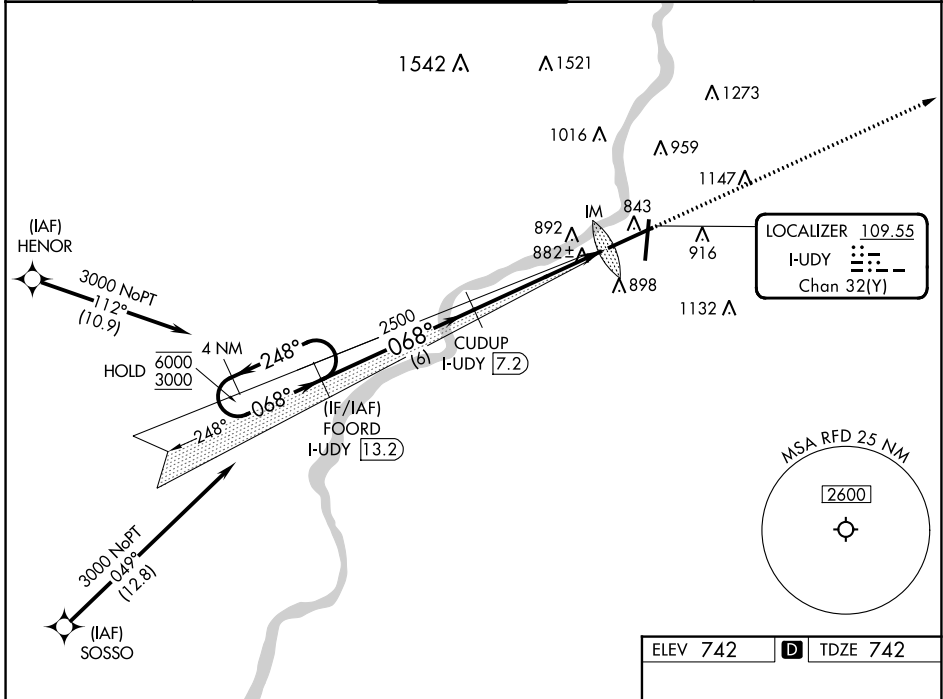 1542
1521
1273
1016
959
1147
IM
843
892
882±
916
898
1132
LOCALIZER 109.55
I-UDY
Chan 32(Y)
(IAF)
HENOR
3000 NoPT
112°
(10.9)
HOLD
6000
3000
4 NM
248°
2500
068°
(6)
CUDUP
I-UDY 7.2
068°
248°
(IF/IAF)
FOORD
I-UDY 13.2
3000 NoPT
049°
(12.8)
(IAF)
SOSSO
MSA RFD 25 NM
2600
ELEV 742 D TDZE 742